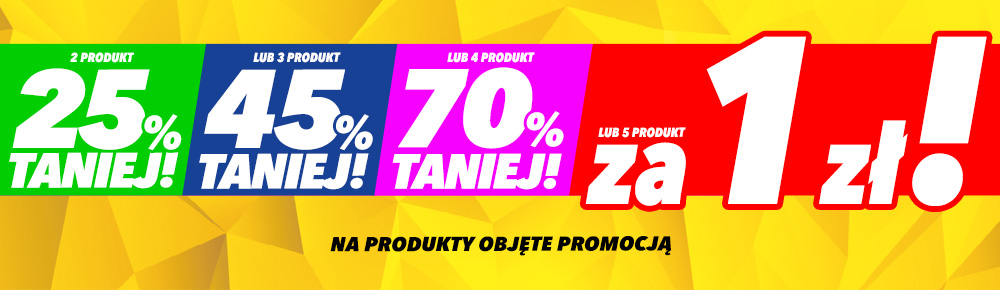 2 PRODUKT
25%
TANIEJ!
LUB 3 PRODUKT
45%
TANIEJ!
LUB 4 PRODUKT
70%
TANIEJ!
LUB 5 PRODUKT
za 1 zł!
NA PRODUKTY OBJĘTE PROMOCJĄ